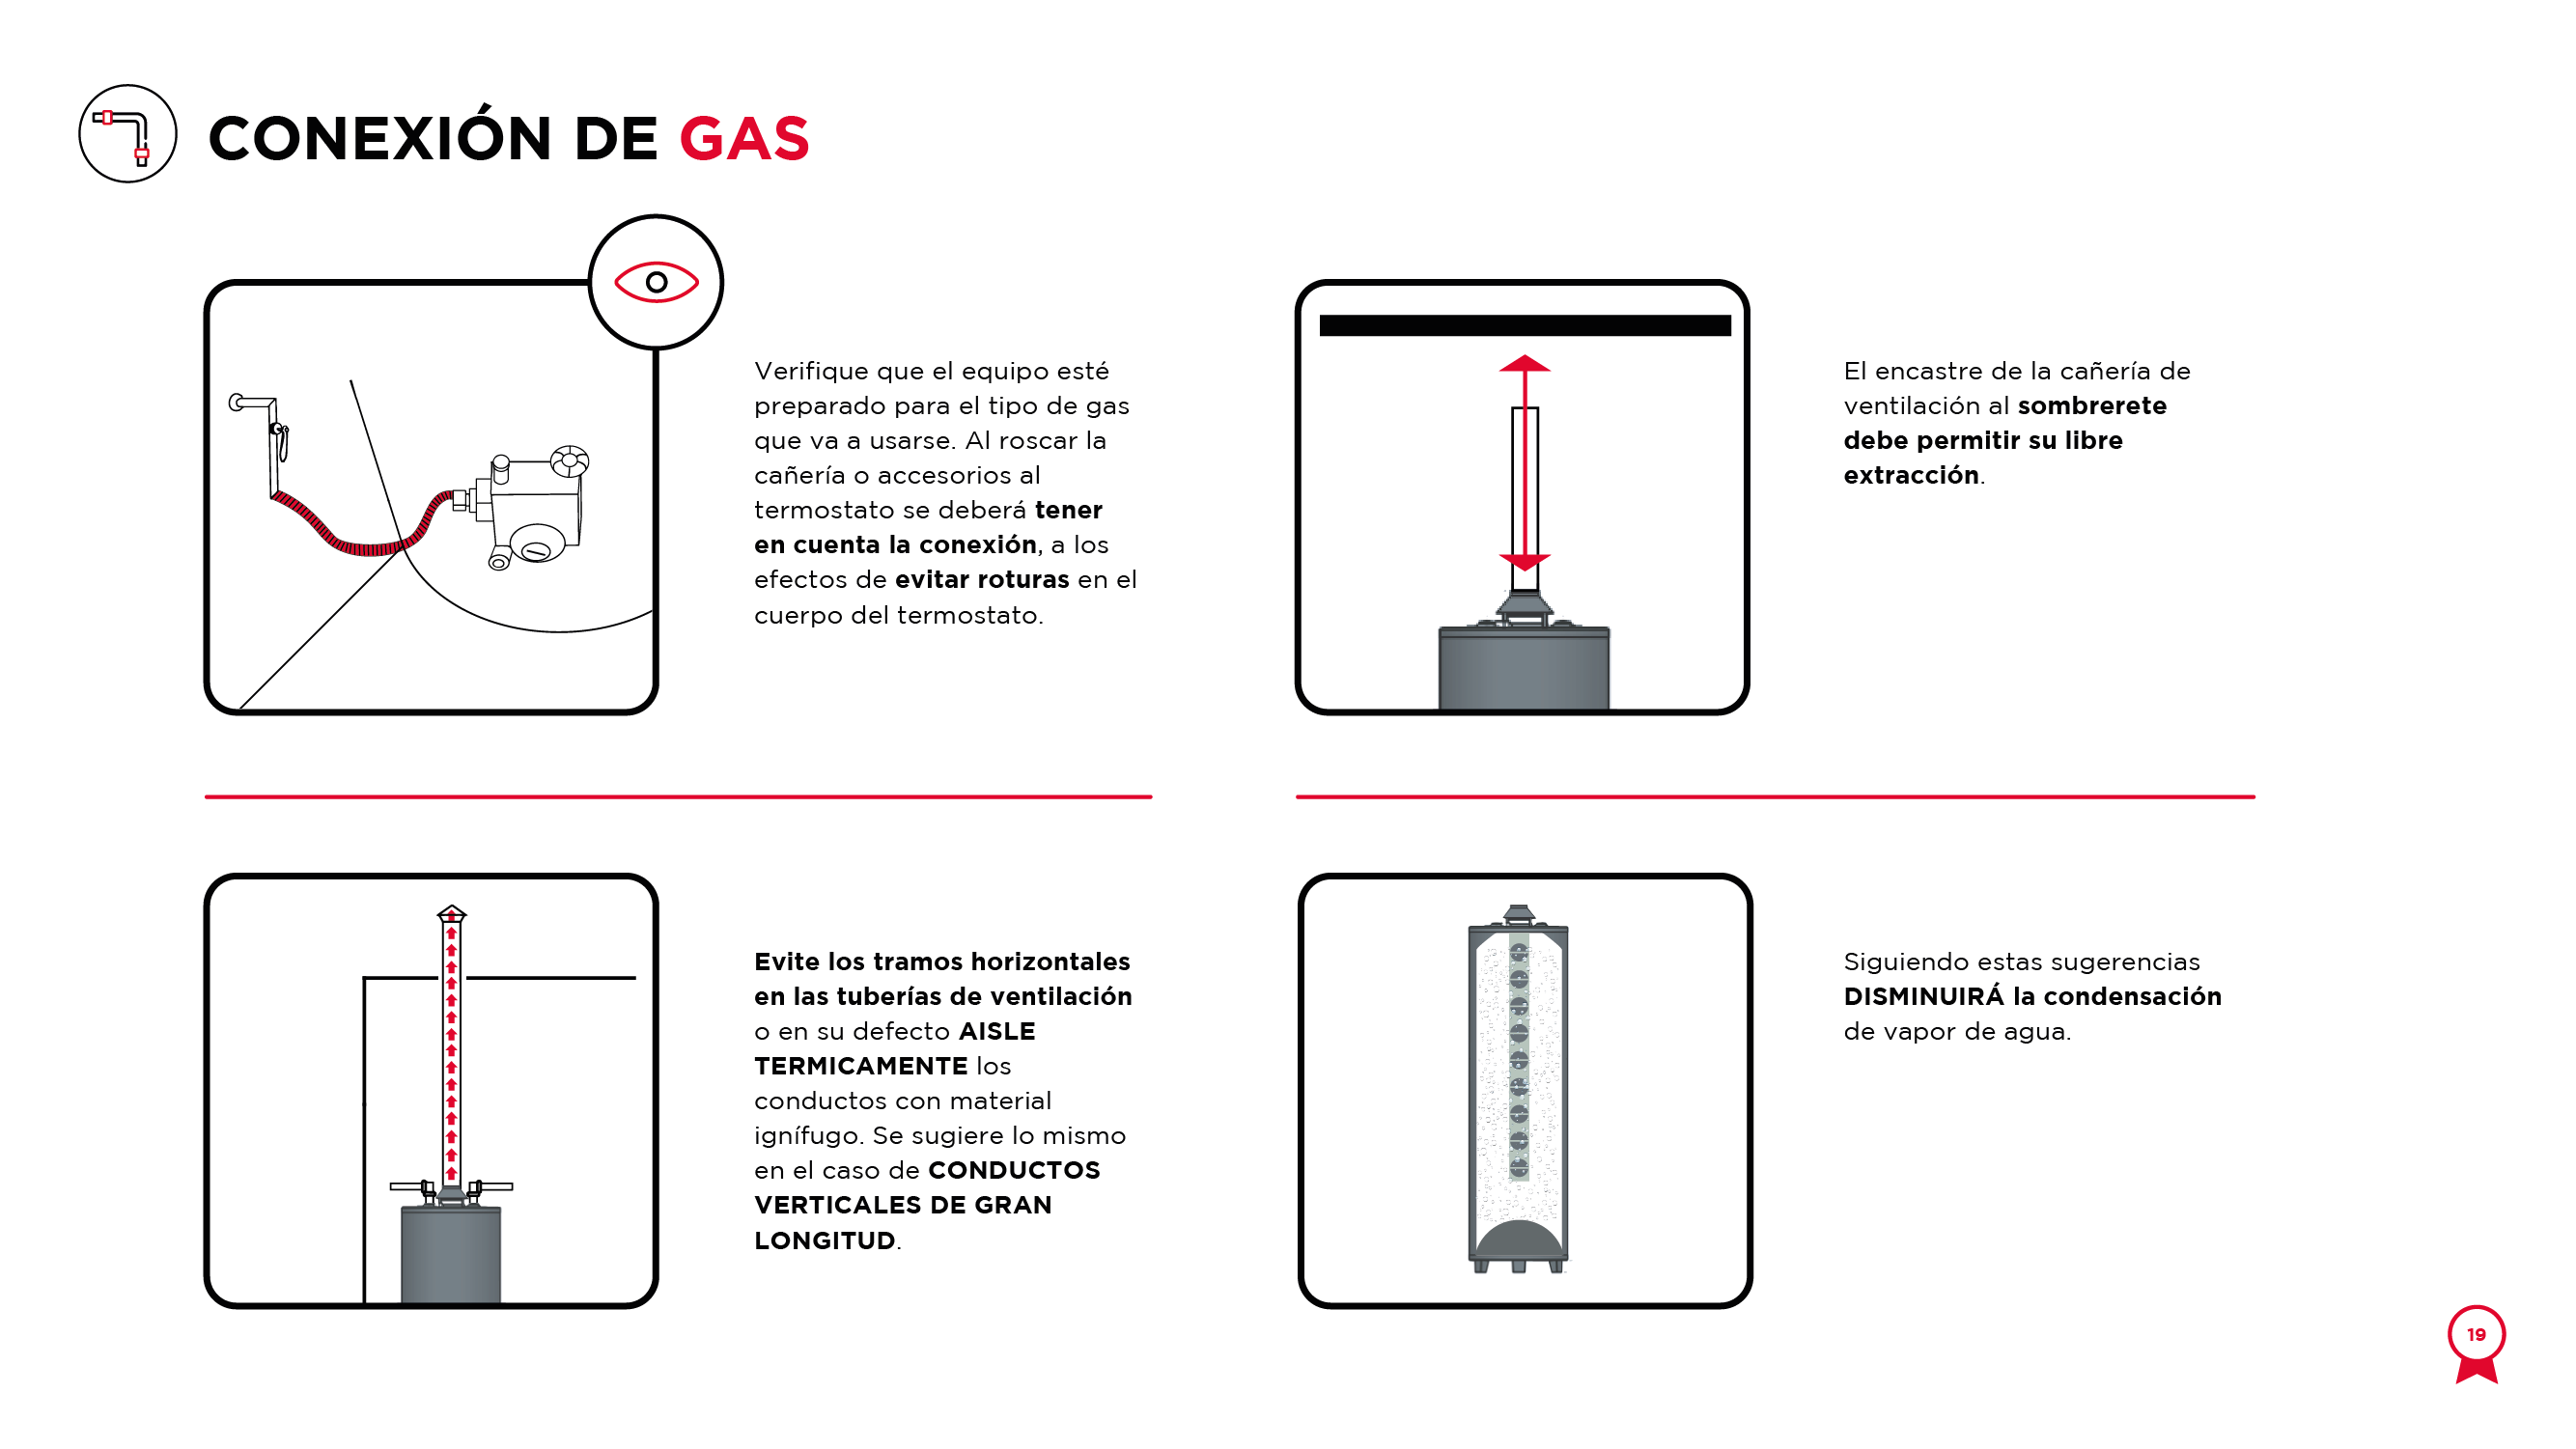 CONEXIÓN DE GAS
Verifique que el equipo esté
preparado para el tipo de gas
que va a usarse. Al roscar la
cañería o accesorios al
termostato se deberá tener
en cuenta la conexión, a los
efectos de evitar roturas en el
cuerpo del termostato.
El encastre de la cañería de
ventilación al sombrerete
debe permitir su libre
extracción.
Evite los tramos horizontales
en las tuberías de ventilación
o en su defecto AISLE
TERMICAMENTE los
conductos con material
ignífugo. Se sugiere lo mismo
en el caso de CONDUCTOS
VERTICALES DE GRAN
LONGITUD.
Siguiendo estas sugerencias
DISMINUIRÁ la condensación
de vapor de agua.
19